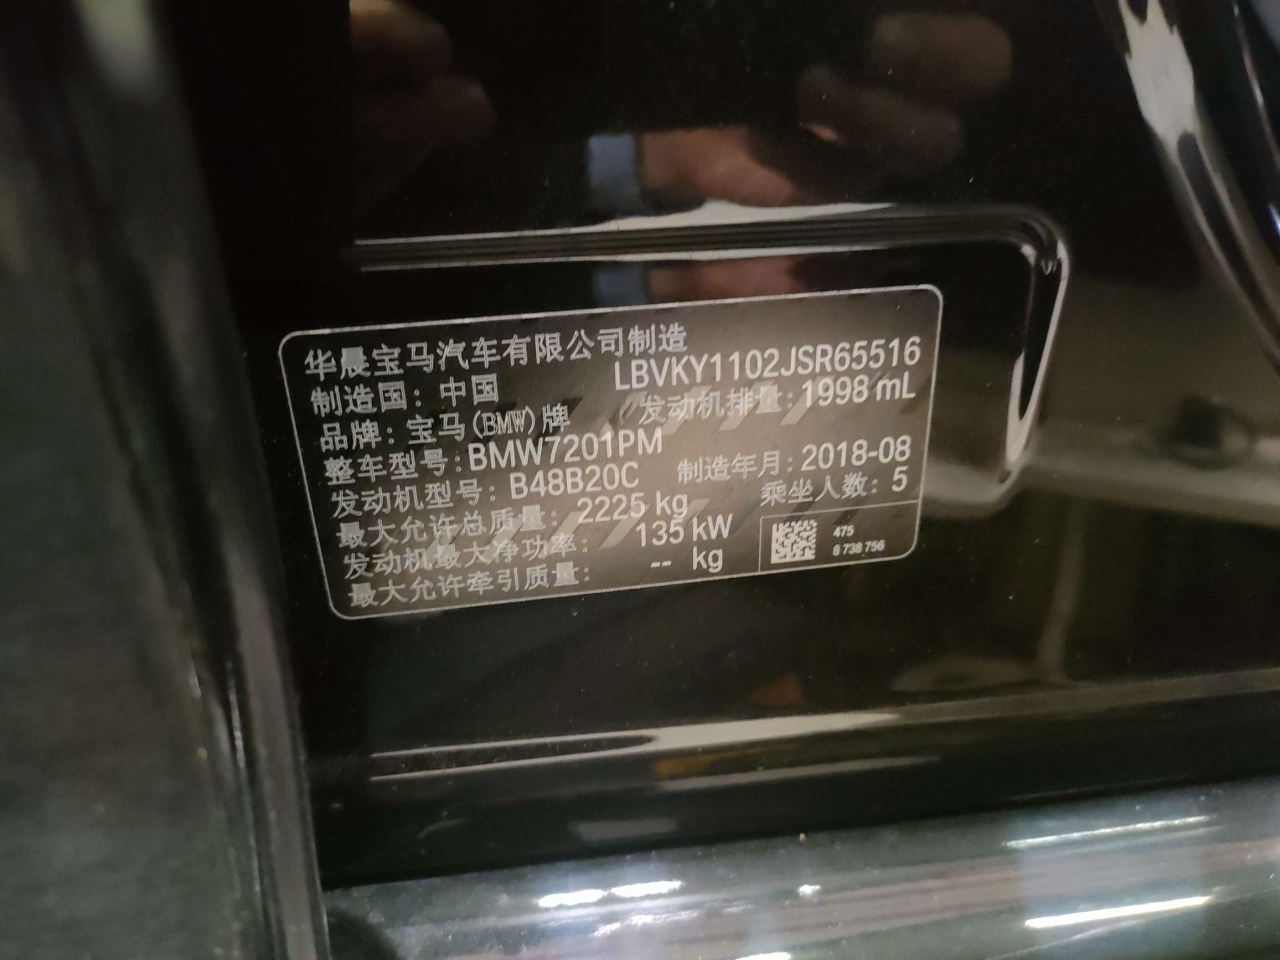 华晨宝马汽车有限公司制造
制造国：中国 LBVKY1102JSR65516
品牌：宝马(BMW)牌 发动机排量：1998 mL
整车型号：BMW7201PM
发动机型号：B48B20C 制造年月：2018-08
最大允许总质量：2225 kg 乘坐人数：5
发动机最大净功率：135 kW
最大允许牵引质量：-- kg
475
8 738 756